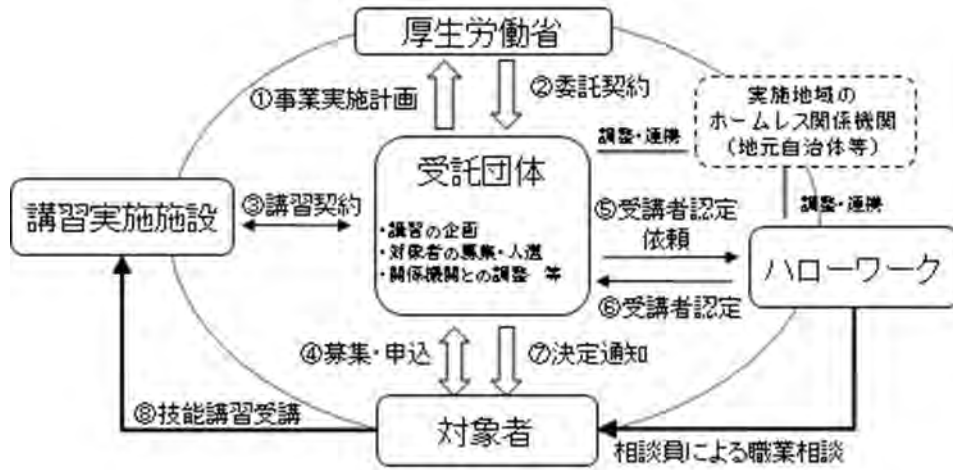 厚生労働省
①事業実施計画
②委託契約
実施地域の
ホームレス関係機関
（地元自治体等）
調整・連携
受託団体
・講習の企画
・対象者の募集・人選
・関係機関との調整 等
講習実施施設
③講習契約
⑤受講者認定
依頼
調整・連携
ハローワーク
⑥受講者認定
④募集・申込
⑦決定通知
⑧技能講習受講
対象者
相談員による職業相談